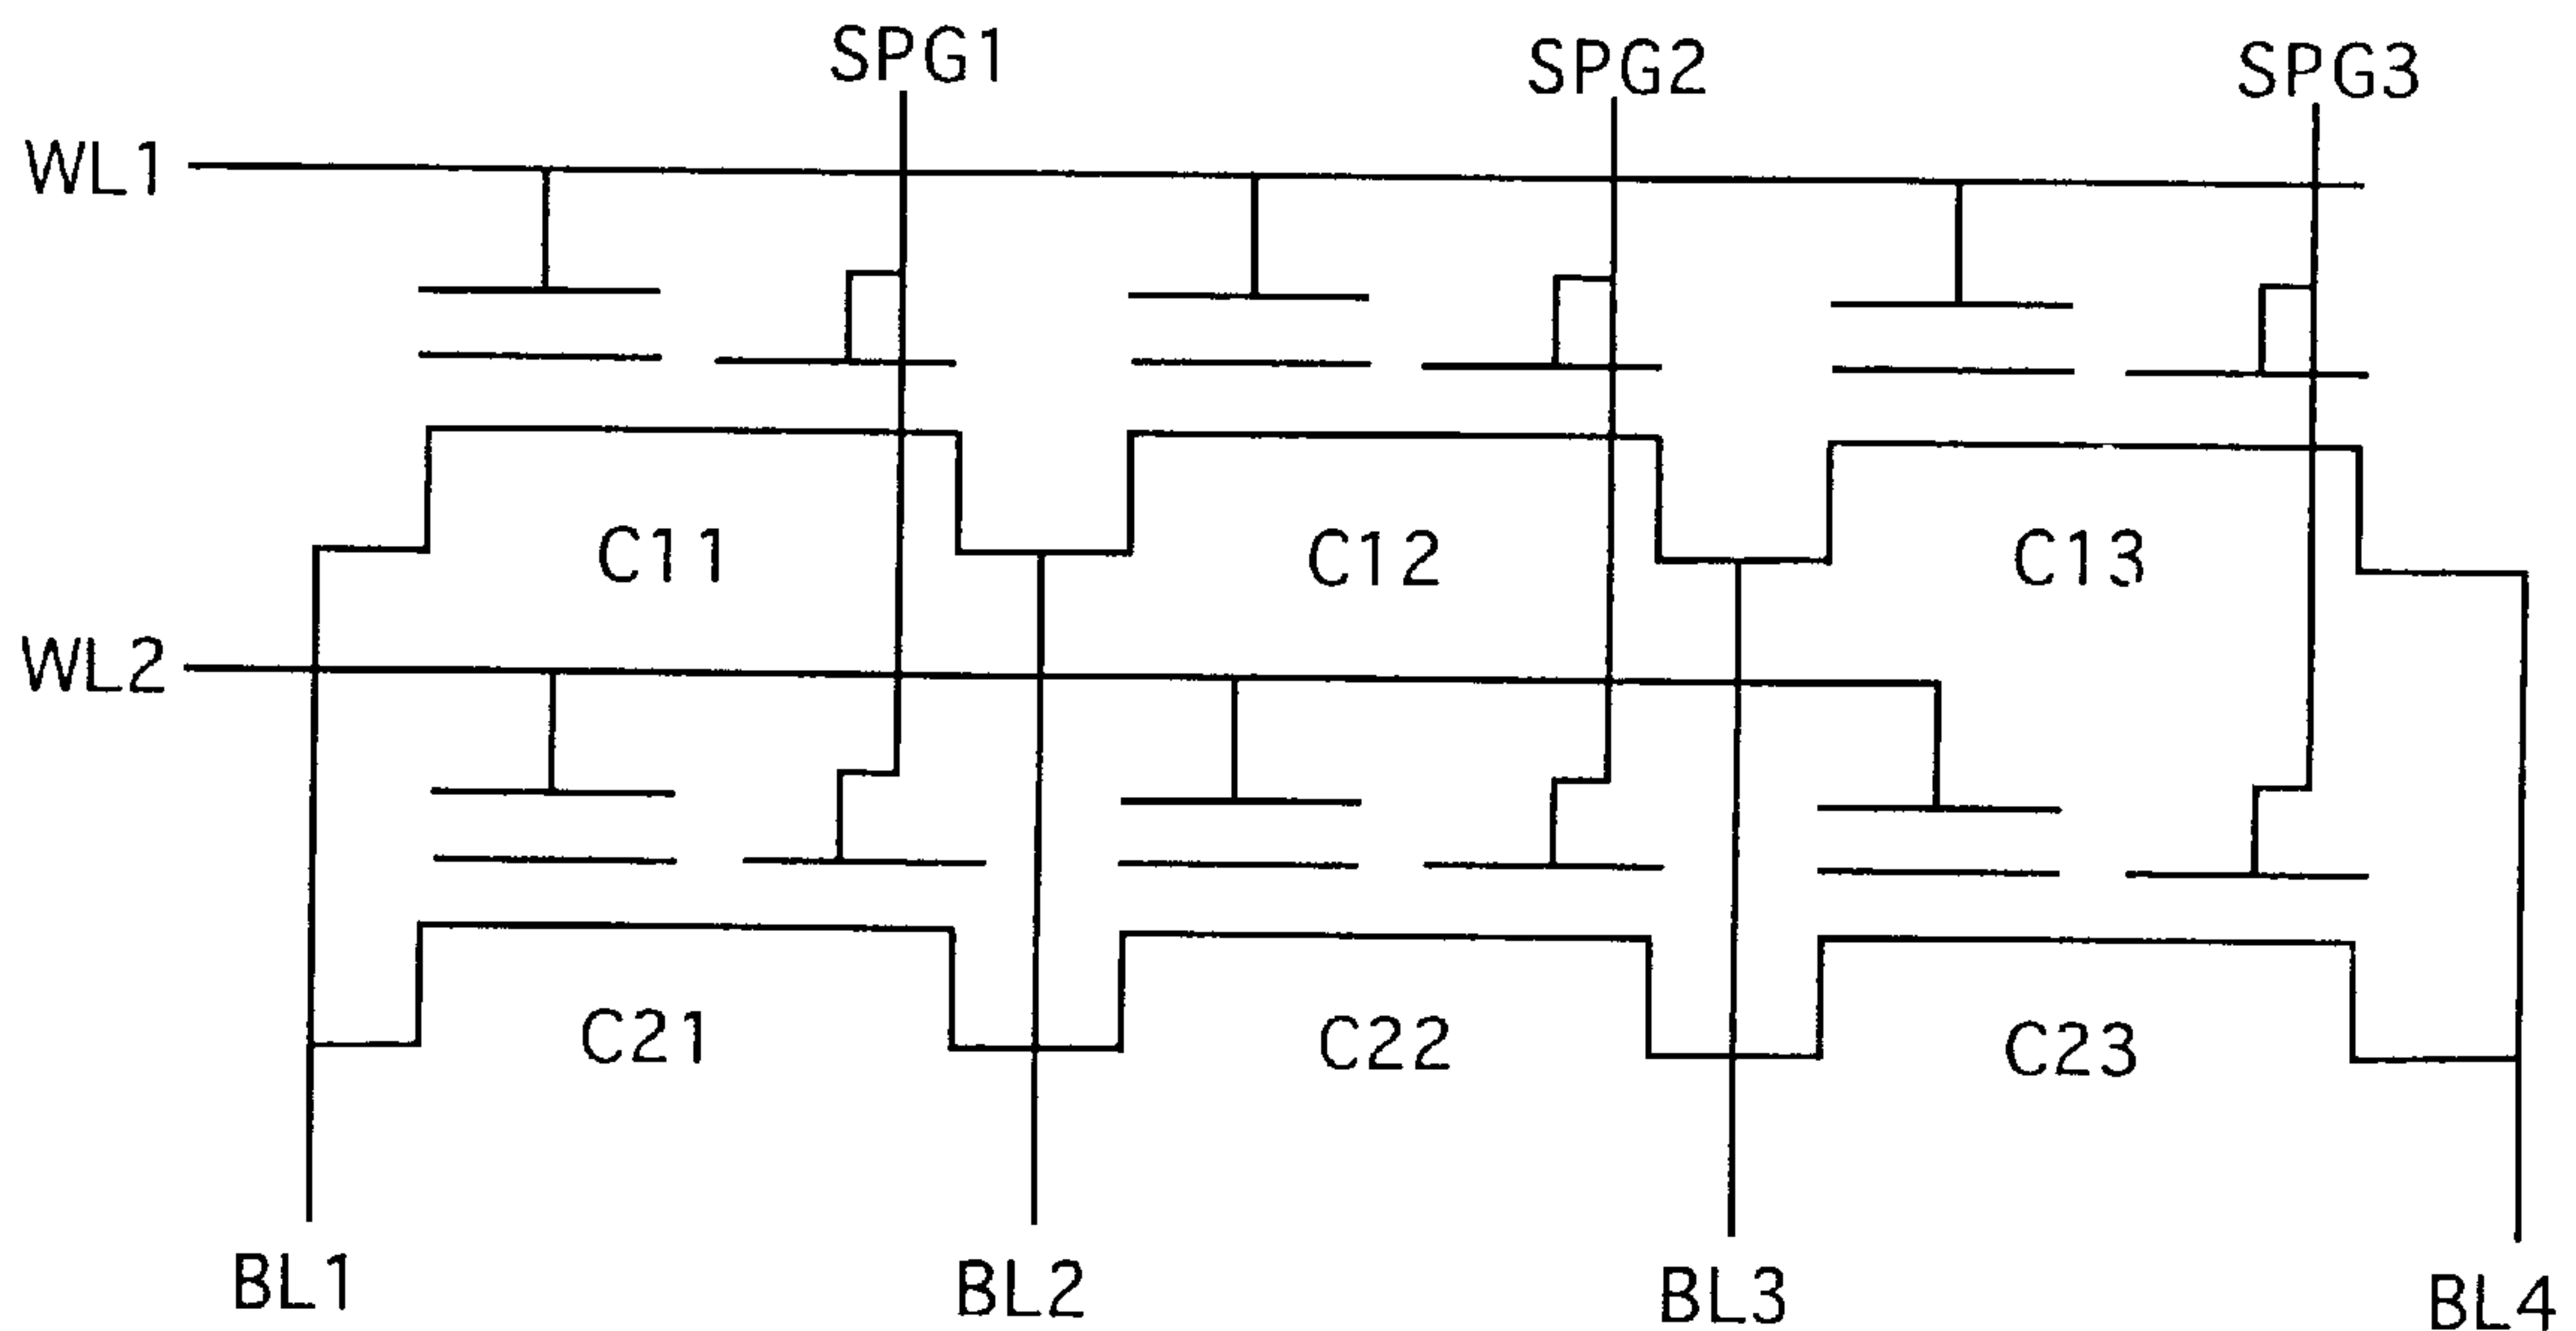 SPG1 SPG2 SPG3
WL1
C11 C12 C13
WL2
C21 C22 C23
BL1 BL2 BL3 BL4